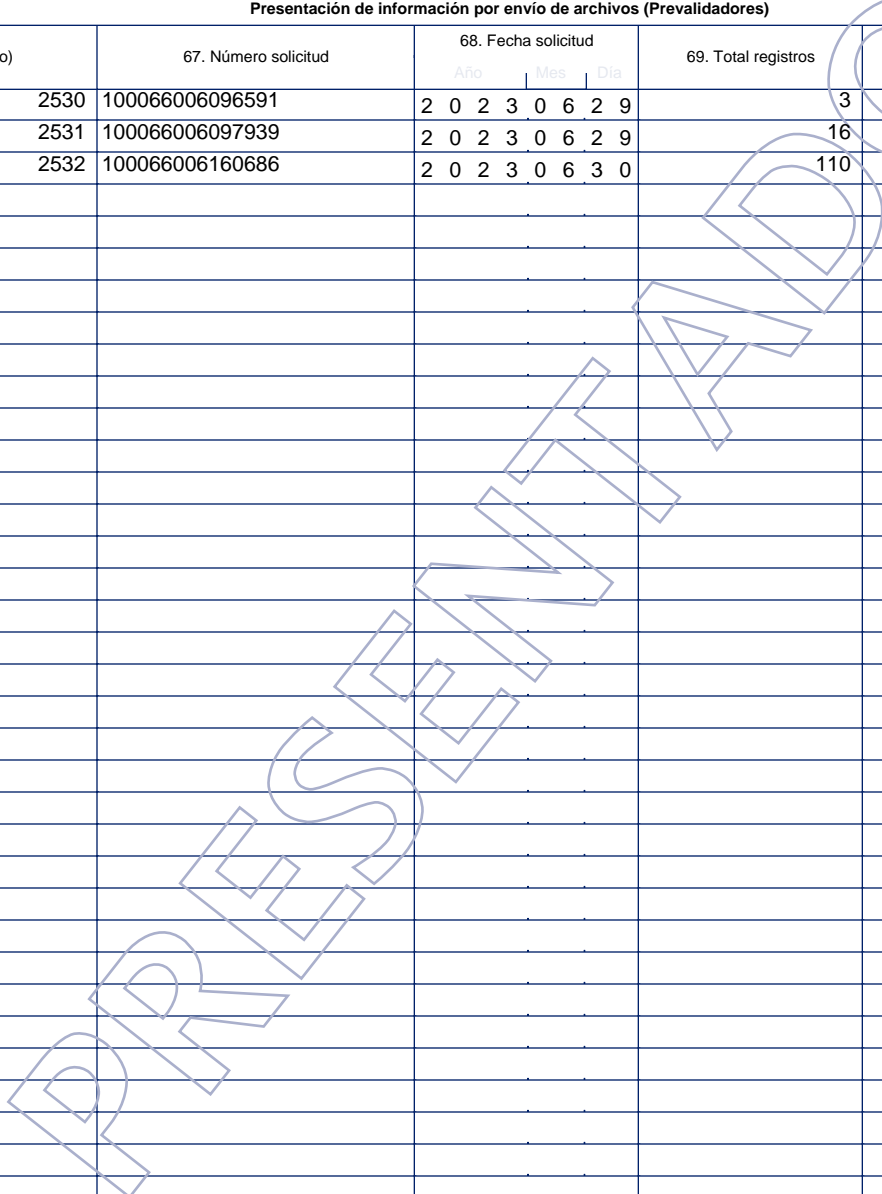 Presentación de información por envío de archivos (Prevalidadores)
o) 67. Número solicitud 68. Fecha solicitud 69. Total registros
Año Mes Día
2530 100066006096591 2 0 2 3 0 6 2 9 3
2531 100066006097939 2 0 2 3 0 6 2 9 16
2532 100066006160686 2 0 2 3 0 6 3 0 110
PRESENTADO